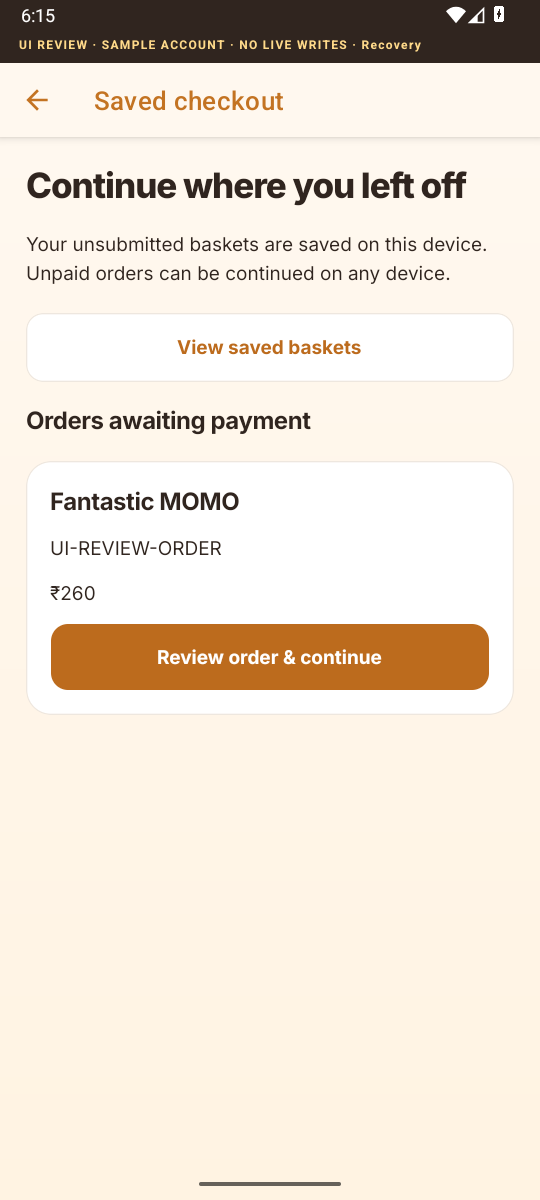 6:15
UI REVIEW · SAMPLE ACCOUNT · NO LIVE WRITES · Recovery
Saved checkout
Continue where you left off
Your unsubmitted baskets are saved on this device.
Unpaid orders can be continued on any device.
View saved baskets
Orders awaiting payment
Fantastic MOMO
UI-REVIEW-ORDER
₹260
Review order & continue